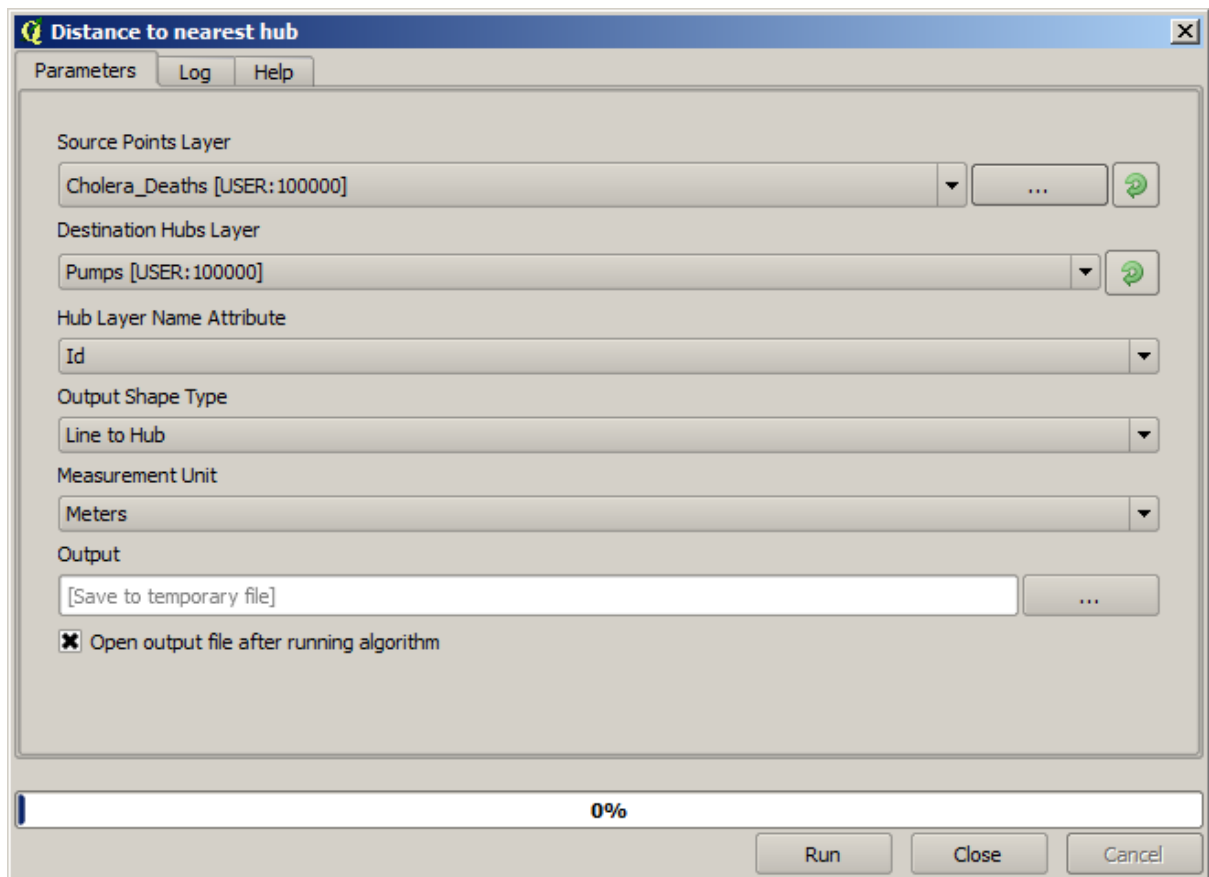 Distance to nearest hub
Parameters Log Help
Source Points Layer
Cholera_Deaths [USER:100000]
...
Destination Hubs Layer
Pumps [USER:100000]
Hub Layer Name Attribute
Id
Output Shape Type
Line to Hub
Measurement Unit
Meters
Output
[Save to temporary file]
...
Open output file after running algorithm
0%
Run Close Cancel